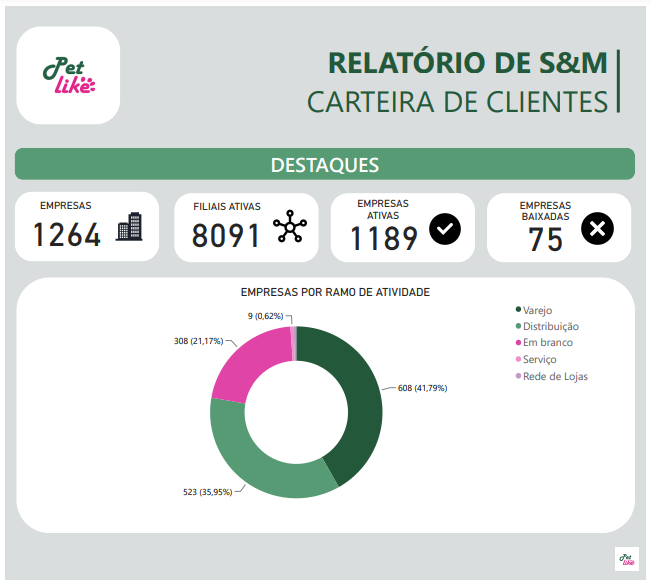 Pet
like
RELATÓRIO DE S&M
CARTEIRA DE CLIENTES
DESTAQUES
EMPRESAS
1264
FILIAIS ATIVAS
8091
EMPRESAS
ATIVAS
1189
EMPRESAS
BAIXADAS
75
EMPRESAS POR RAMO DE ATIVIDADE
9 (0,62%)
308 (21,17%)
608 (41,79%)
523 (35,95%)
Varejo
Distribuição
Em branco
Serviço
Rede de Lojas
Pet
like